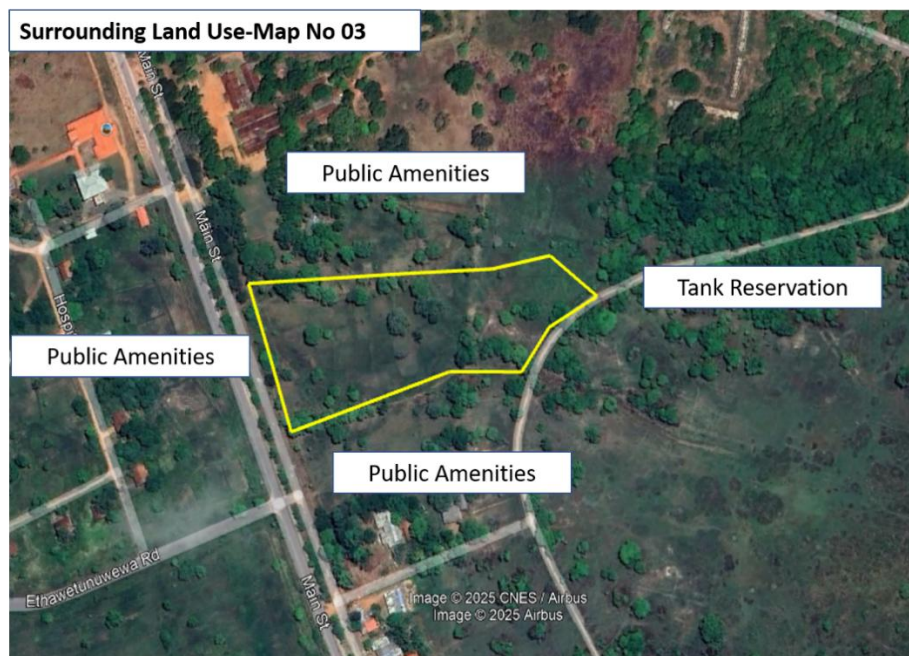 Surrounding Land Use-Map No 03
Main St
Public Amenities
Main St
Tank Reservation
Public Amenities
Public Amenities
Ethawetunuwewa Rd
Main St
Image © 2025 CNES / Airbus
Image © 2025 Airbus